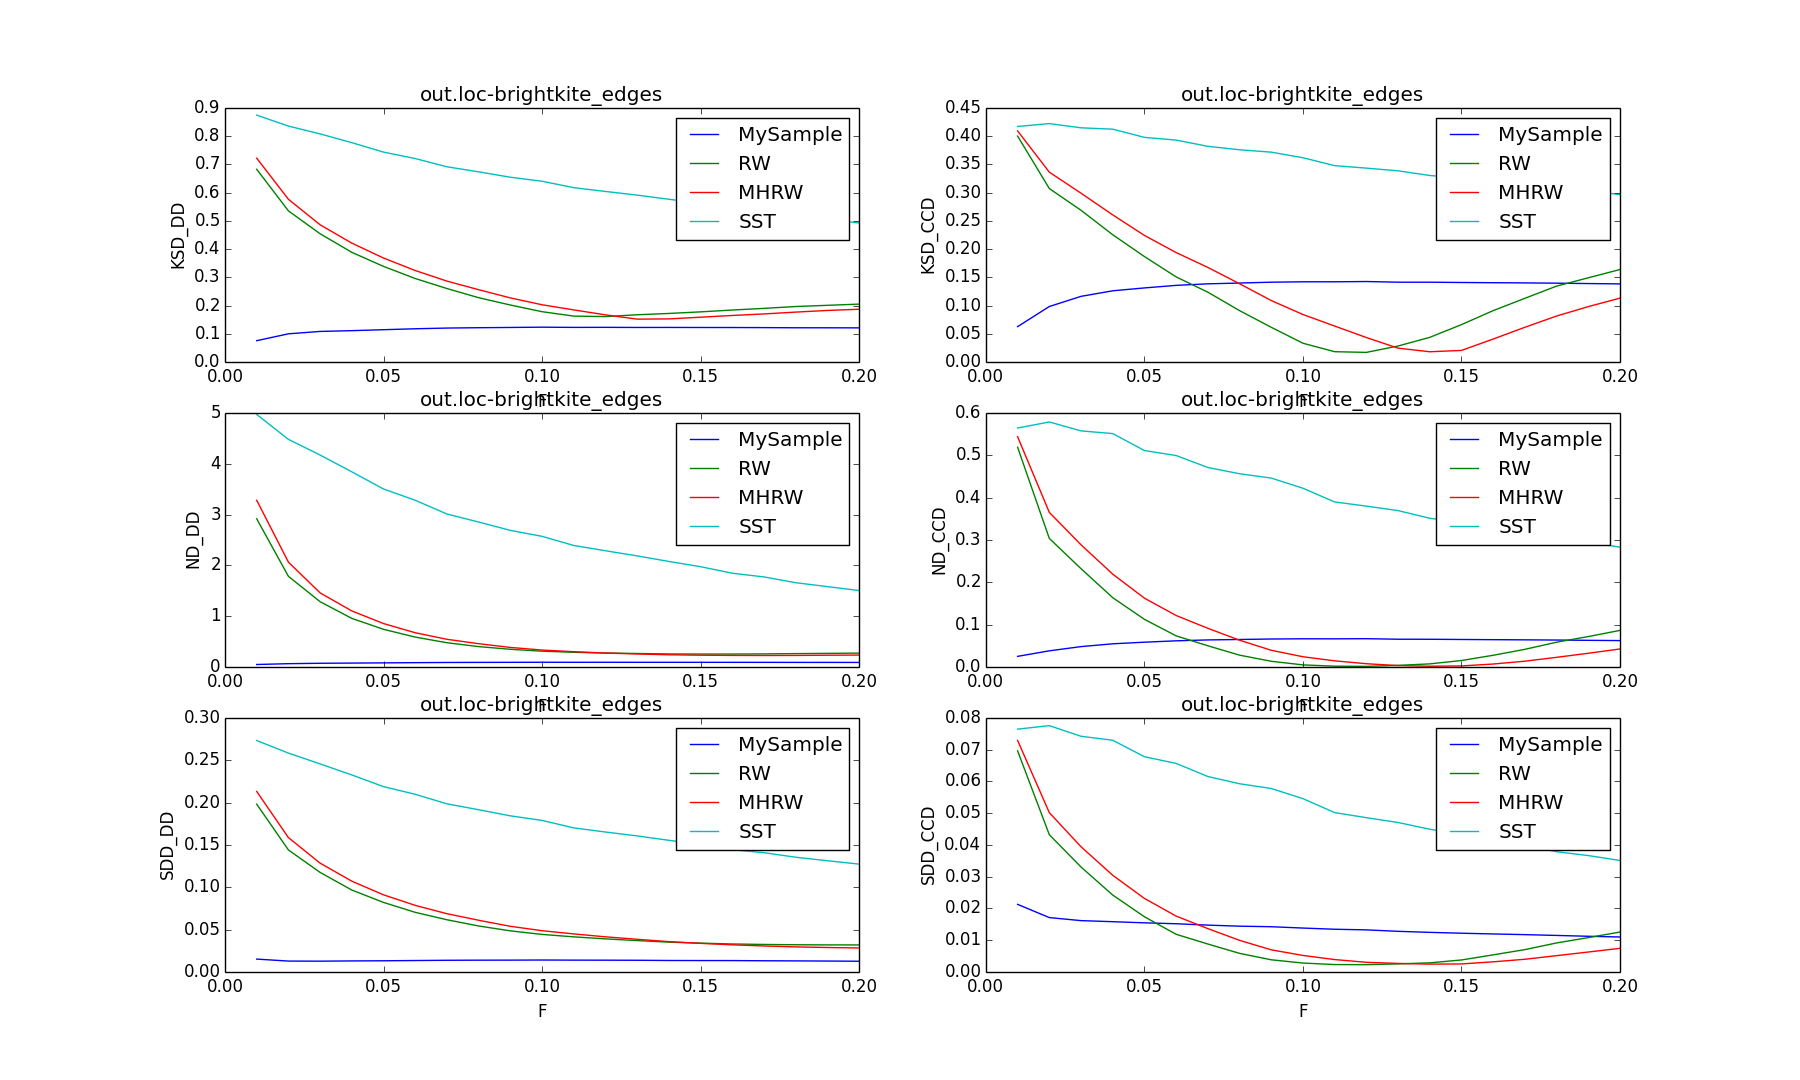 out.loc-brightkite_edges
0.9
0.8
0.7
0.6
0.5
0.4
0.3
0.2
0.1
0.0
KSD_DD
MySample
RW
MHRW
SST
0.00 0.05 0.10 0.15 0.20
F
out.loc-brightkite_edges
0.45
0.40
0.35
0.30
0.25
0.20
0.15
0.10
0.05
0.00
KSD_CCD
MySample
RW
MHRW
SST
0.00 0.05 0.10 0.15 0.20
F
out.loc-brightkite_edges
5
4
3
2
1
0
ND_DD
MySample
RW
MHRW
SST
0.00 0.05 0.10 0.15 0.20
F
out.loc-brightkite_edges
0.6
0.5
0.4
0.3
0.2
0.1
0.0
ND_CCD
MySample
RW
MHRW
SST
0.00 0.05 0.10 0.15 0.20
F
out.loc-brightkite_edges
0.30
0.25
0.20
0.15
0.10
0.05
0.00
SDD_DD
MySample
RW
MHRW
SST
0.00 0.05 0.10 0.15 0.20
F
out.loc-brightkite_edges
0.08
0.07
0.06
0.05
0.04
0.03
0.02
0.01
0.00
SDD_CCD
MySample
RW
MHRW
SST
0.00 0.05 0.10 0.15 0.20
F